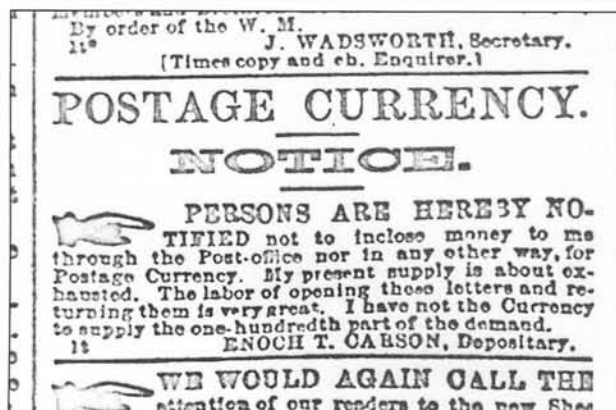 By order of the W. M.
1t* J. WADSWORTH, Secretary.
[Times copy and ch. Enquirer.]
POSTAGE CURRENCY.
NOTICE.
PERSONS ARE HEREBY NO-
TIFIED not to inclose money to me
through the Post-office nor in any other way, for
Postage Currency. My present supply is about ex-
hausted. The labor of opening these letters and re-
turning them is very great. I have not the Currency
to supply the one-hundredth part of the demand.
1t ENOCH T. CARSON, Depositary.
WE WOULD AGAIN CALL THE
attention of our readers to the new Shoe